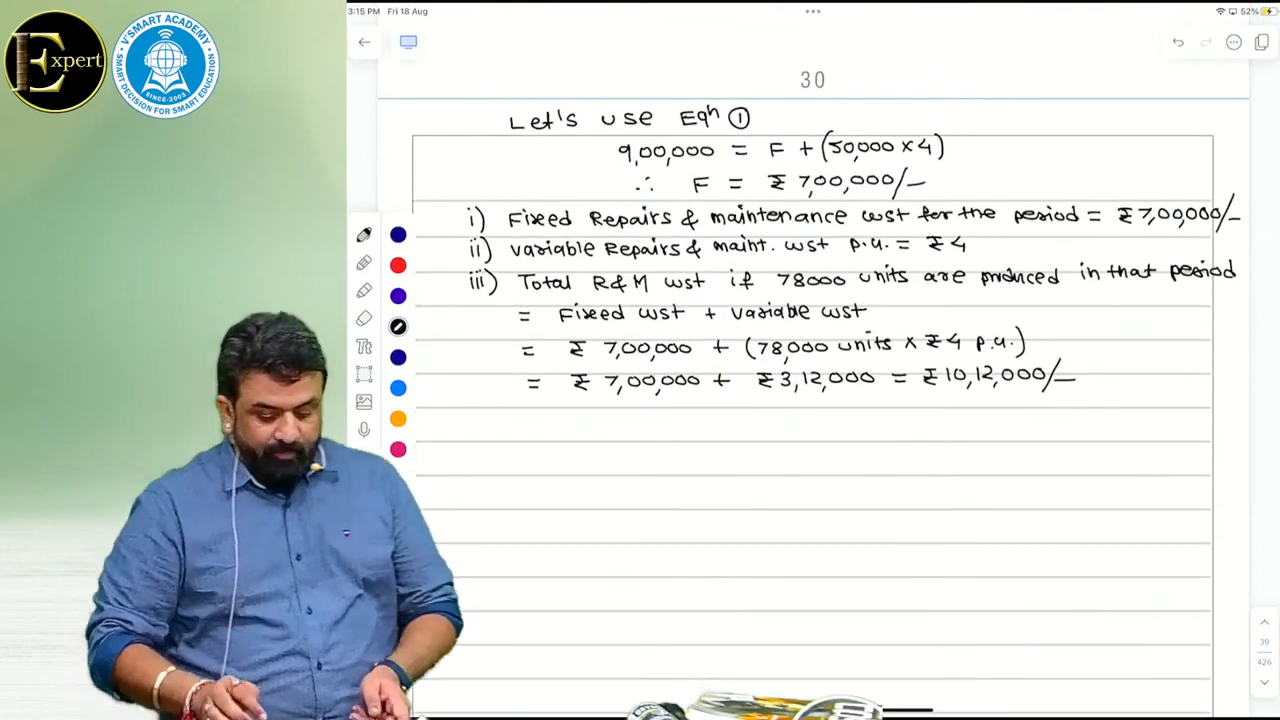 3:15 PM Fri 18 Aug
52%
Expert
V'SMART ACADEMY
SINCE-2005
SMART DECISION FOR SMART EDUCATION
30
Let's use Eqn ①
9,00,000 = F + (50,000 × 4)
∴ F = ₹ 7,00,000/-
i) Fixed Repairs & maintenance cost for the period = ₹7,00,000/-
ii) variable Repairs & maint. cost p.u. = ₹4
iii) Total R&M cost if 78000 units are produced in that period
= Fixed cost + variable cost
= ₹ 7,00,000 + (78,000 units × ₹4 p.u.)
= ₹ 7,00,000 + ₹3,12,000 = ₹10,12,000/-
Tt
39
426